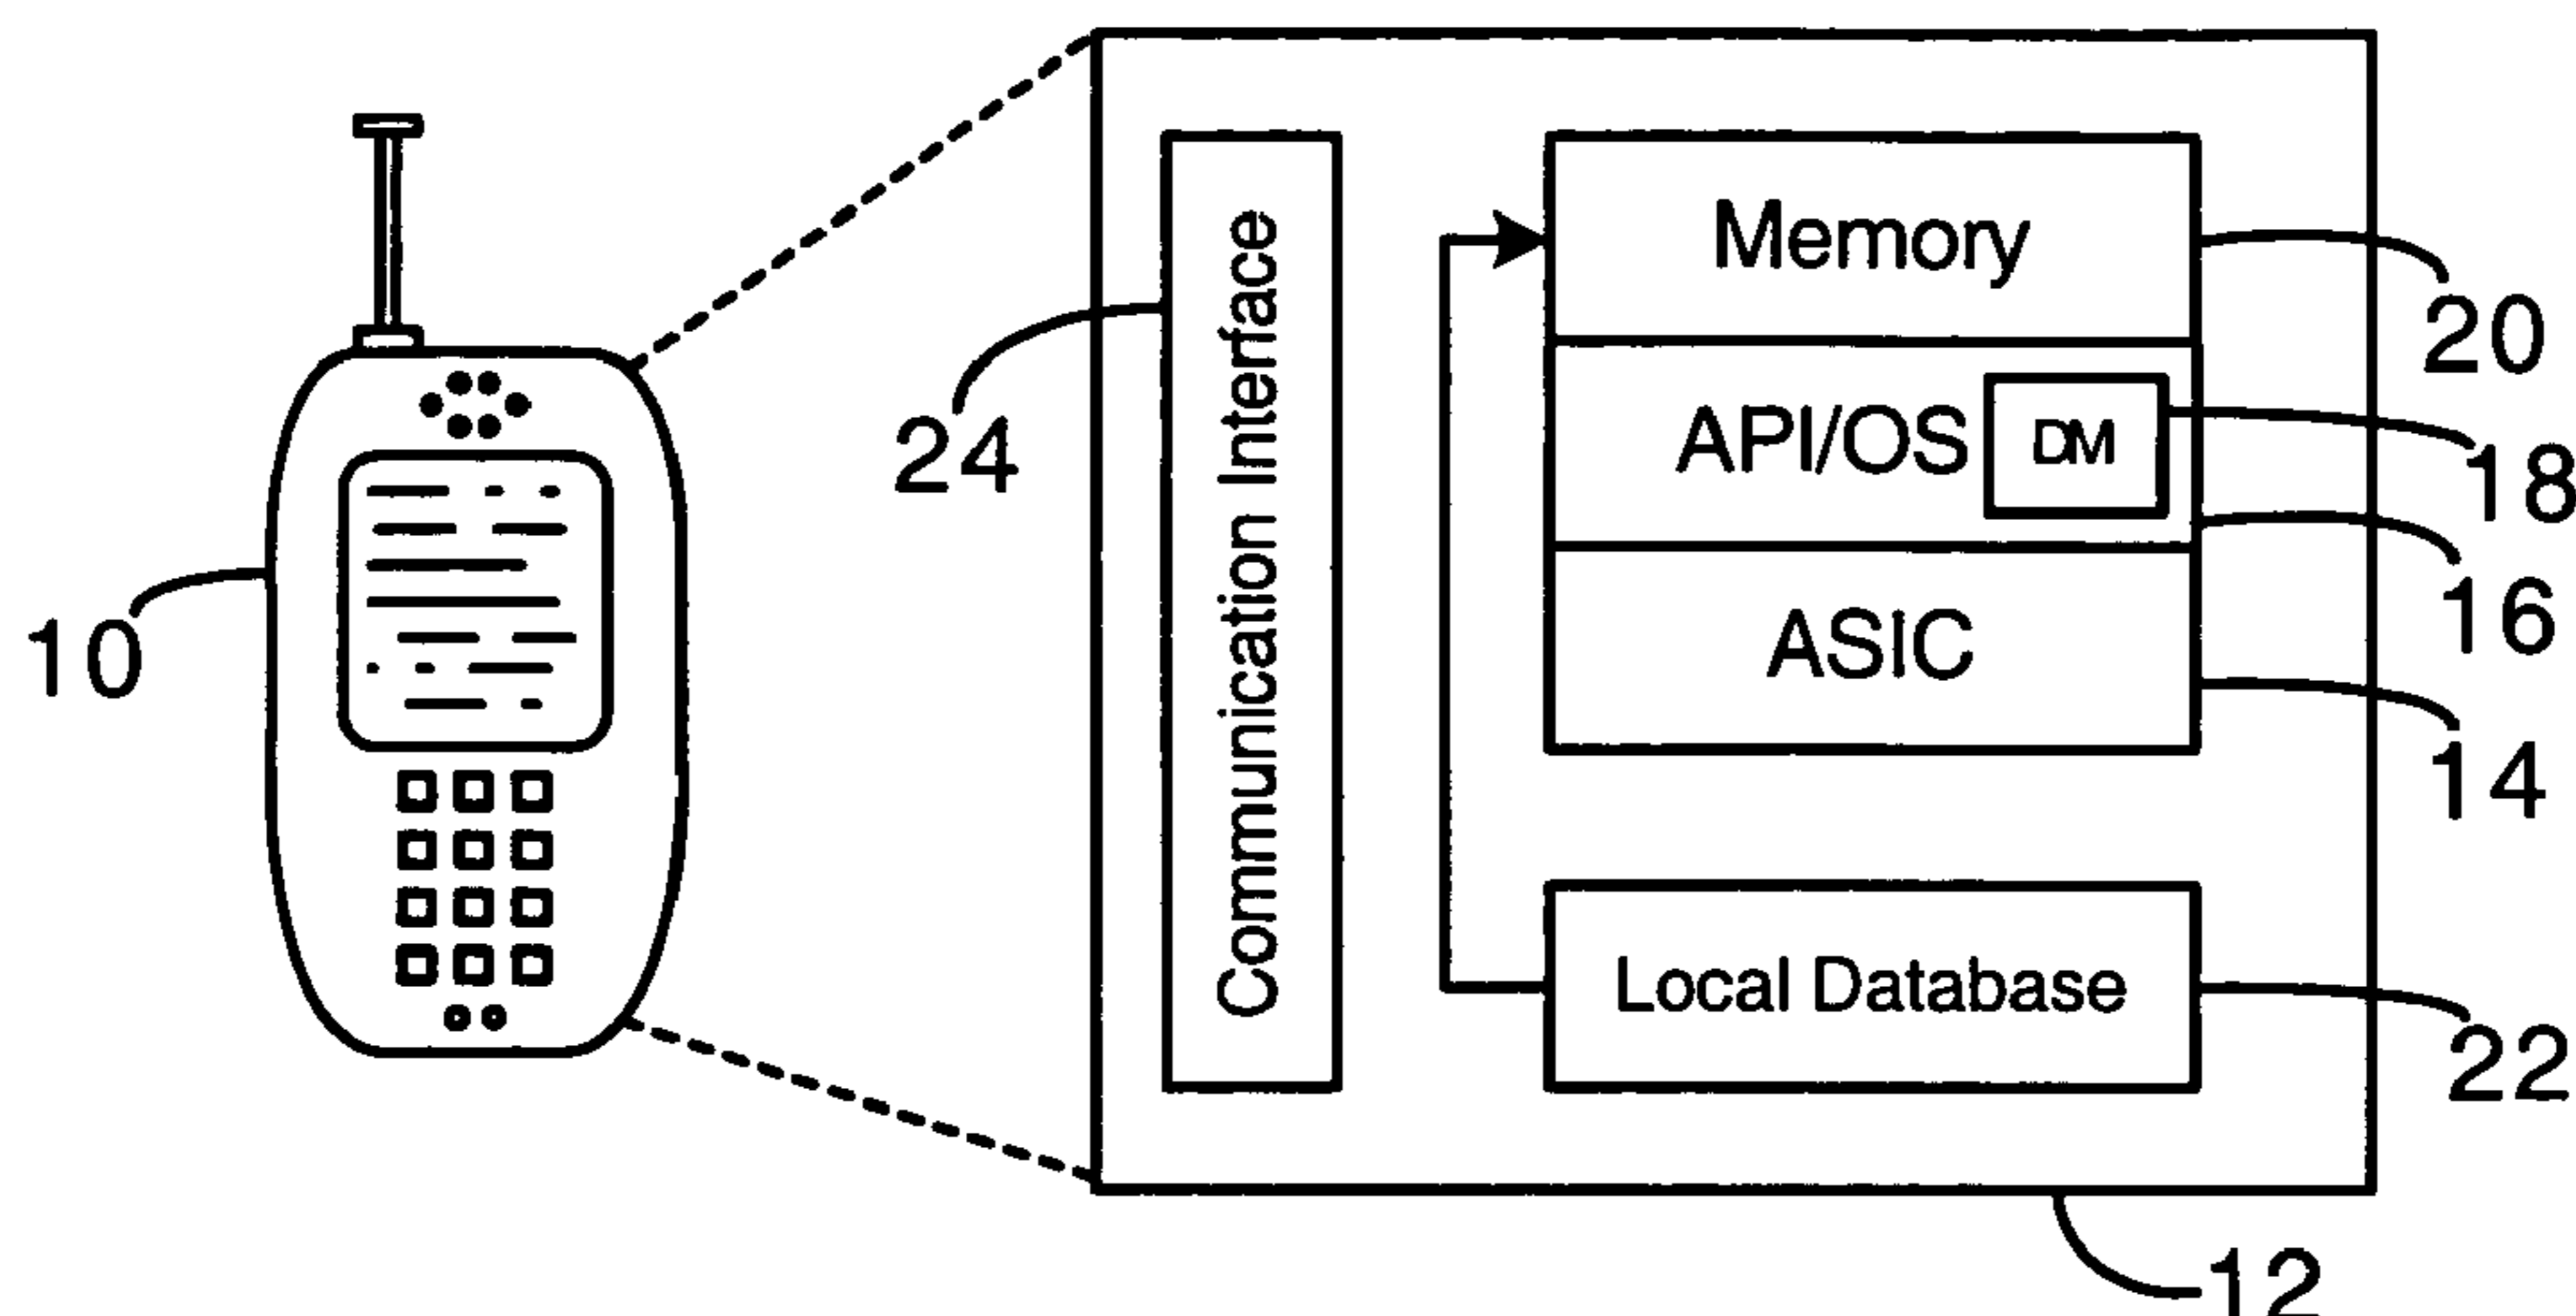 Memory
20
24
Communication Interface
API/OS
DM
18
16
10
ASIC
14
Local Database
22
12